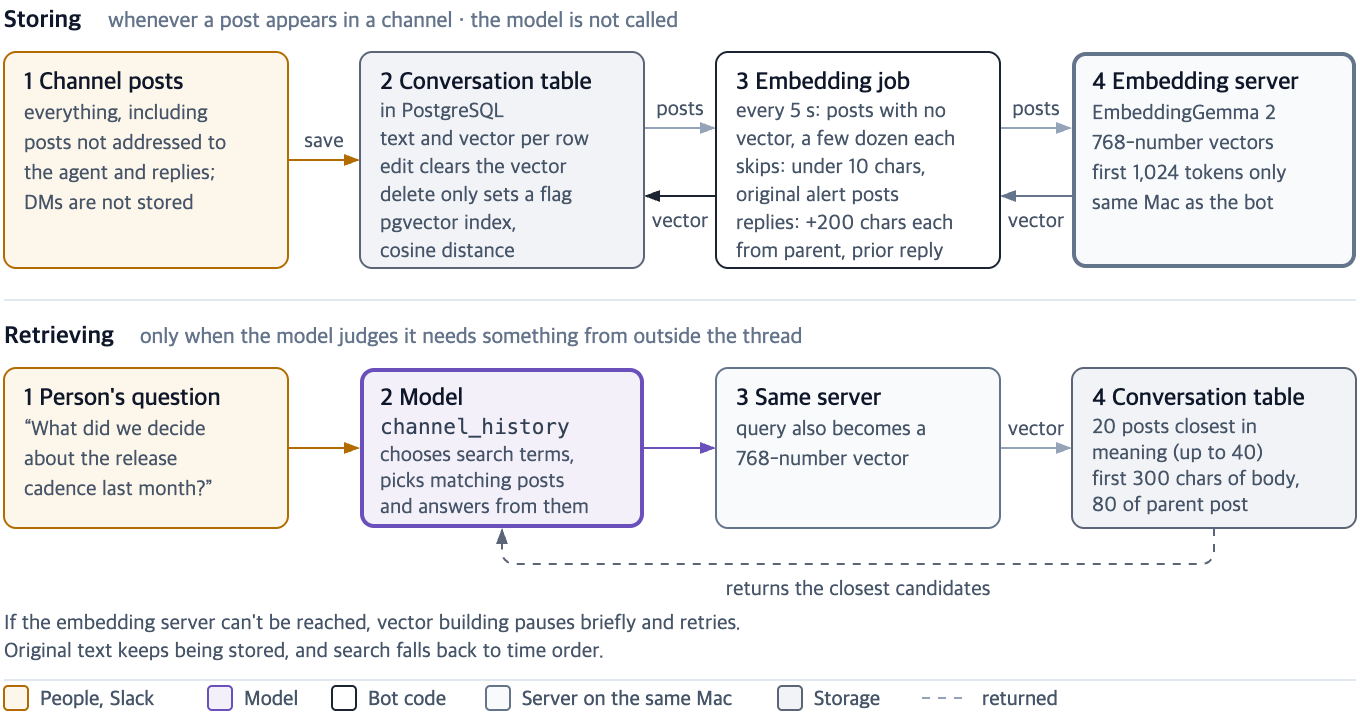 Storing whenever a post appears in a channel · the model is not called
1 Channel posts
everything, including
posts not addressed to
the agent and replies;
DMs are not stored
save
2 Conversation table
in PostgreSQL
text and vector per row
edit clears the vector
delete only sets a flag
pgvector index,
cosine distance
posts
vector
3 Embedding job
every 5 s: posts with no
vector, a few dozen each
skips: under 10 chars,
original alert posts
replies: +200 chars each
from parent, prior reply
posts
vector
4 Embedding server
EmbeddingGemma 2
768-number vectors
first 1,024 tokens only
same Mac as the bot
Retrieving only when the model judges it needs something from outside the thread
1 Person's question
“What did we decide
about the release
cadence last month?”
2 Model
channel_history
chooses search terms,
picks matching posts
and answers from them
3 Same server
query also becomes a
768-number vector
vector
4 Conversation table
20 posts closest in
meaning (up to 40)
first 300 chars of body,
80 of parent post
returns the closest candidates
If the embedding server can't be reached, vector building pauses briefly and retries.
Original text keeps being stored, and search falls back to time order.
People, Slack
Model
Bot code
Server on the same Mac
Storage
returned